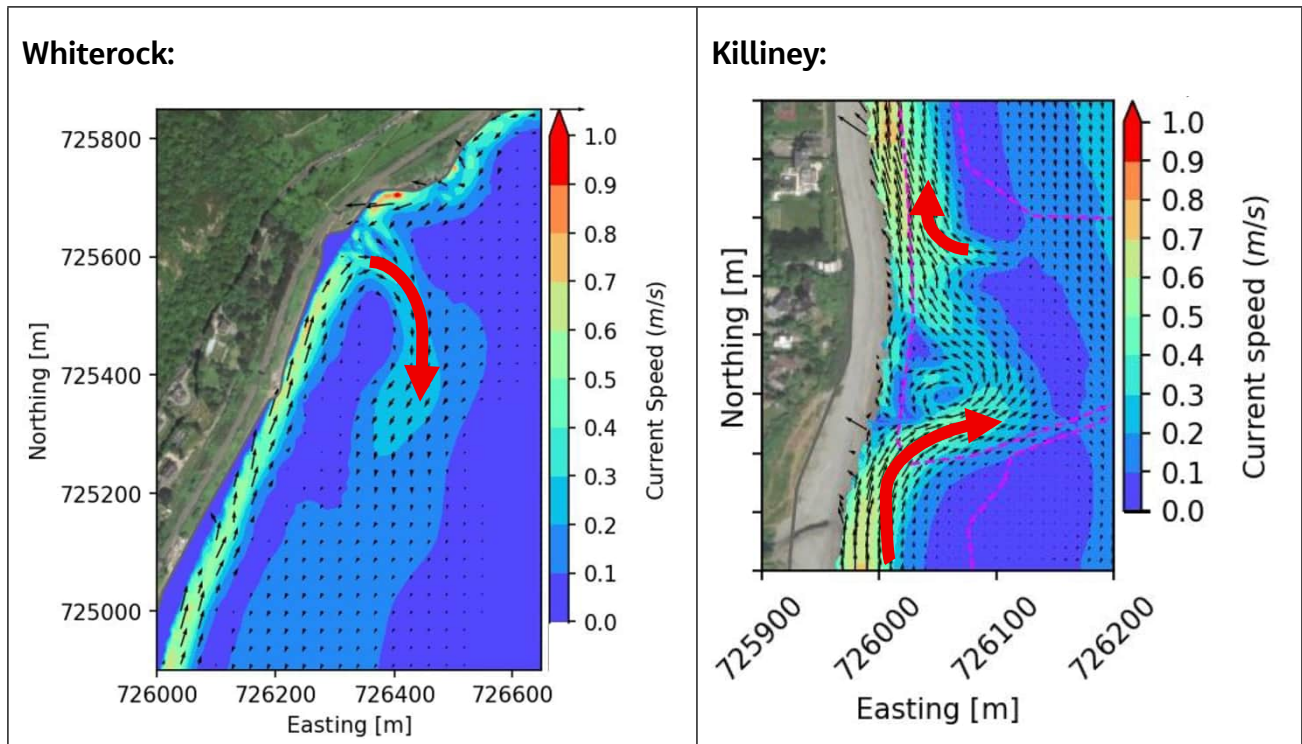 Whiterock:
725800
725600
725400
725200
725000
Northing [m]
726000 726200 726400 726600
Easting [m]
1.0
0.9
0.8
0.7
0.6
0.5
0.4
0.3
0.2
0.1
0.0
Current Speed (m/s)
Killiney:
Northing [m]
725900 726000 726100 726200
Easting [m]
1.0
0.9
0.8
0.7
0.6
0.5
0.4
0.3
0.2
0.1
0.0
Current speed (m/s)